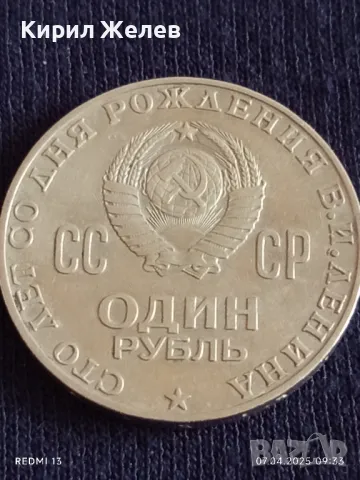 Кирил Желев
СТО ЛЕТ СО ДНЯ РОЖДЕНИЯ В.И.ЛЕНИНА
СС СР
ОДИН
РУБЛЬ
REDMI 13
07.04.2025 09:33
BAZAR